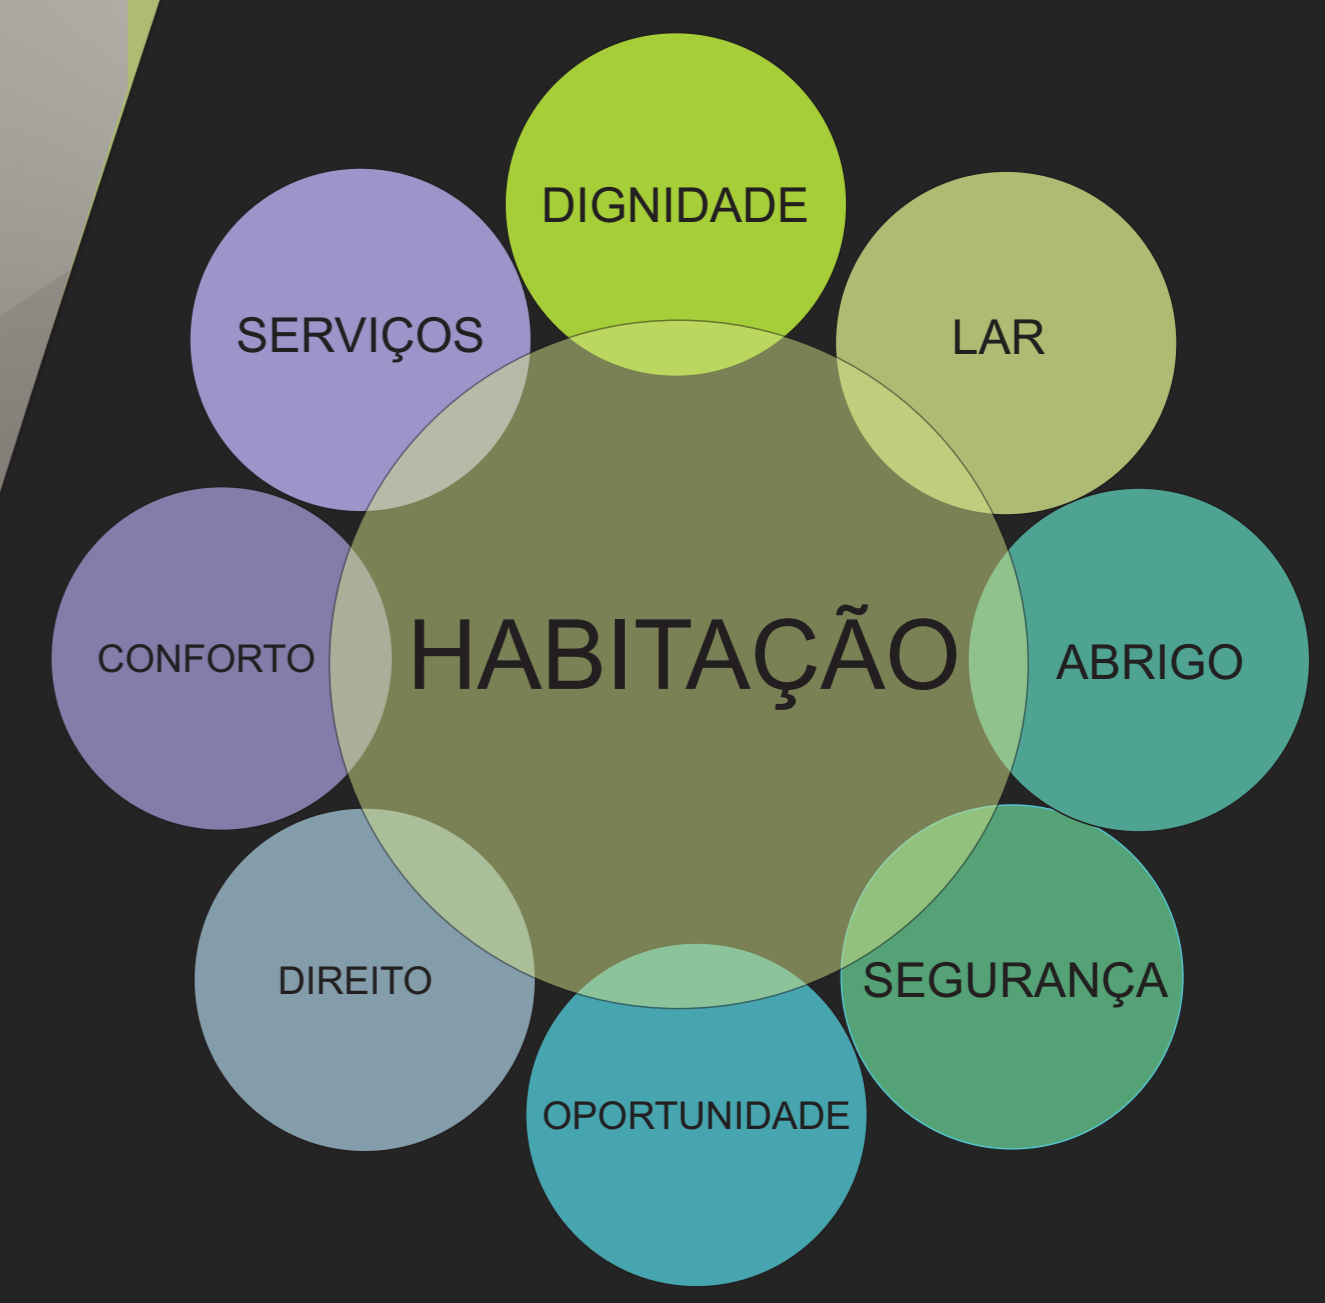 DIGNIDADE
SERVIÇOS
LAR
CONFORTO
HABITAÇÃO
ABRIGO
DIREITO
SEGURANÇA
OPORTUNIDADE